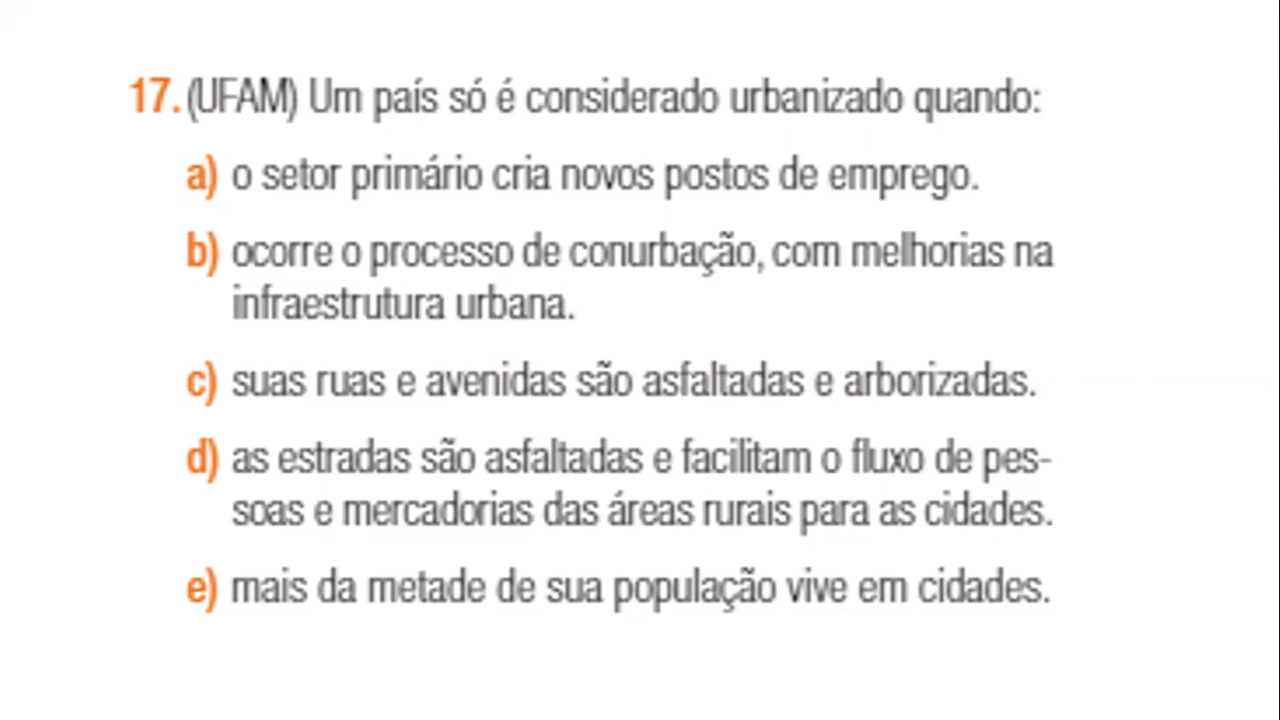 17. (UFAM) Um país só é considerado urbanizado quando:
a) o setor primário cria novos postos de emprego.
b) ocorre o processo de conurbação, com melhorias na
infraestrutura urbana.
c) suas ruas e avenidas são asfaltadas e arborizadas.
d) as estradas são asfaltadas e facilitam o fluxo de pes-
soas e mercadorias das áreas rurais para as cidades.
e) mais da metade de sua população vive em cidades.